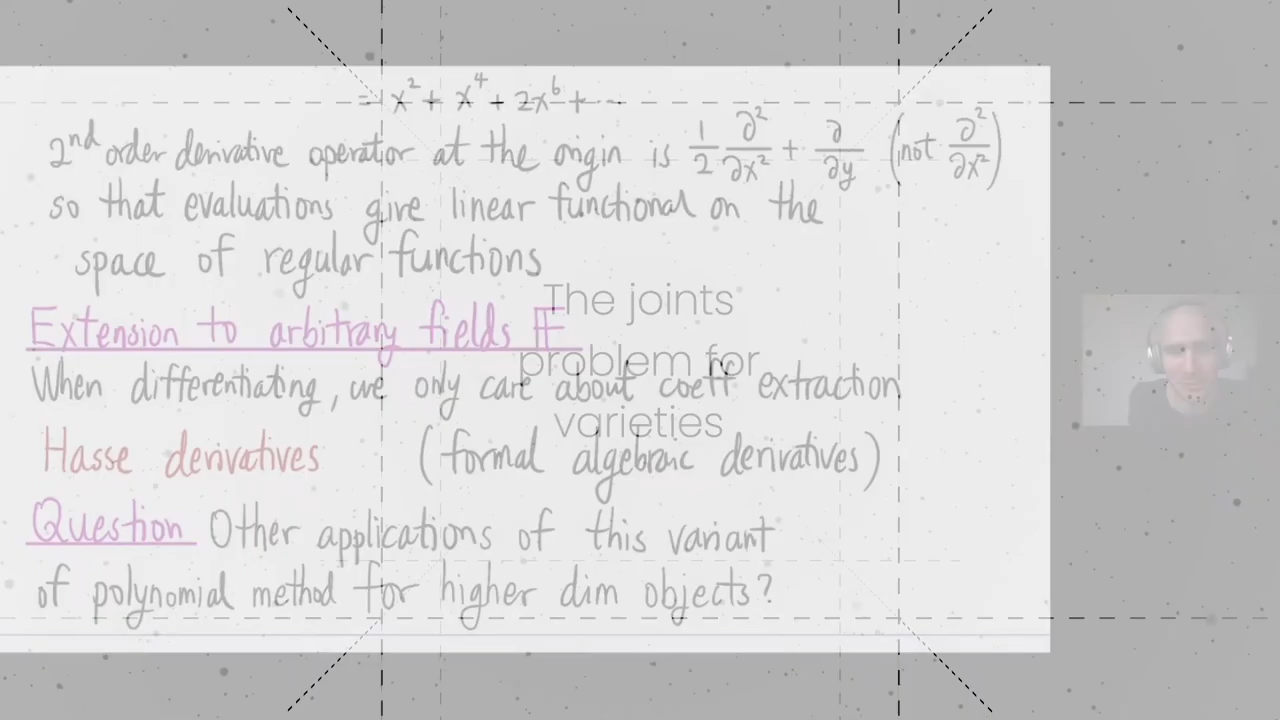 = x² + x⁴ + 2x⁶ + ...
2nd order derivative operator at the origin is 1/2 ∂²/∂x² + ∂/∂y (not ∂²/∂x²)
so that evaluations give linear functional on the
space of regular functions
The joints
problem for
varieties
Extension to arbitrary fields 𝔽
When differentiating, we only care about coeff extraction
Hasse derivatives (formal algebraic derivatives)
Question Other applications of this variant
of polynomial method for higher dim objects?